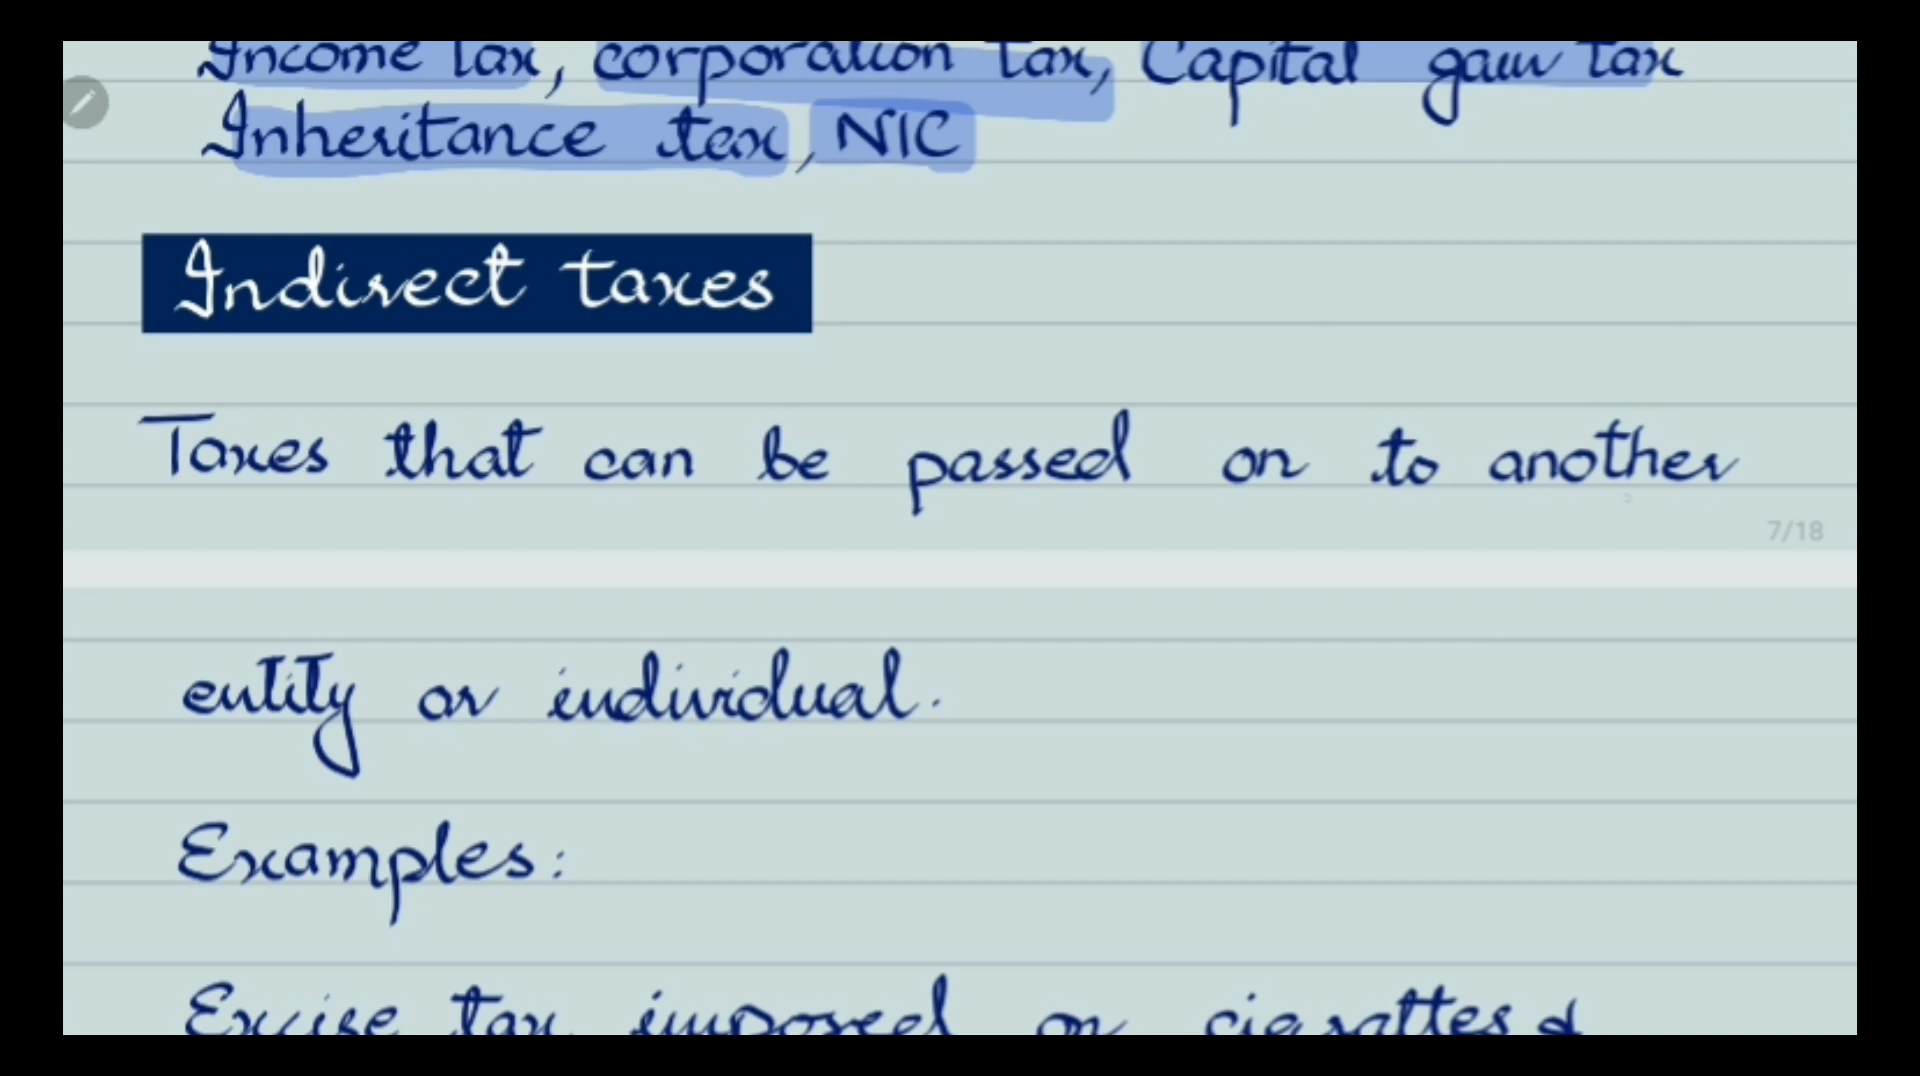 Income tax, corporation tax, Capital gain tax
Inheritance tax, NIC
Indirect taxes
Taxes that can be passed on to another
7/18
entity or individual.
Examples:
Excise tax imposed on cigarattes &